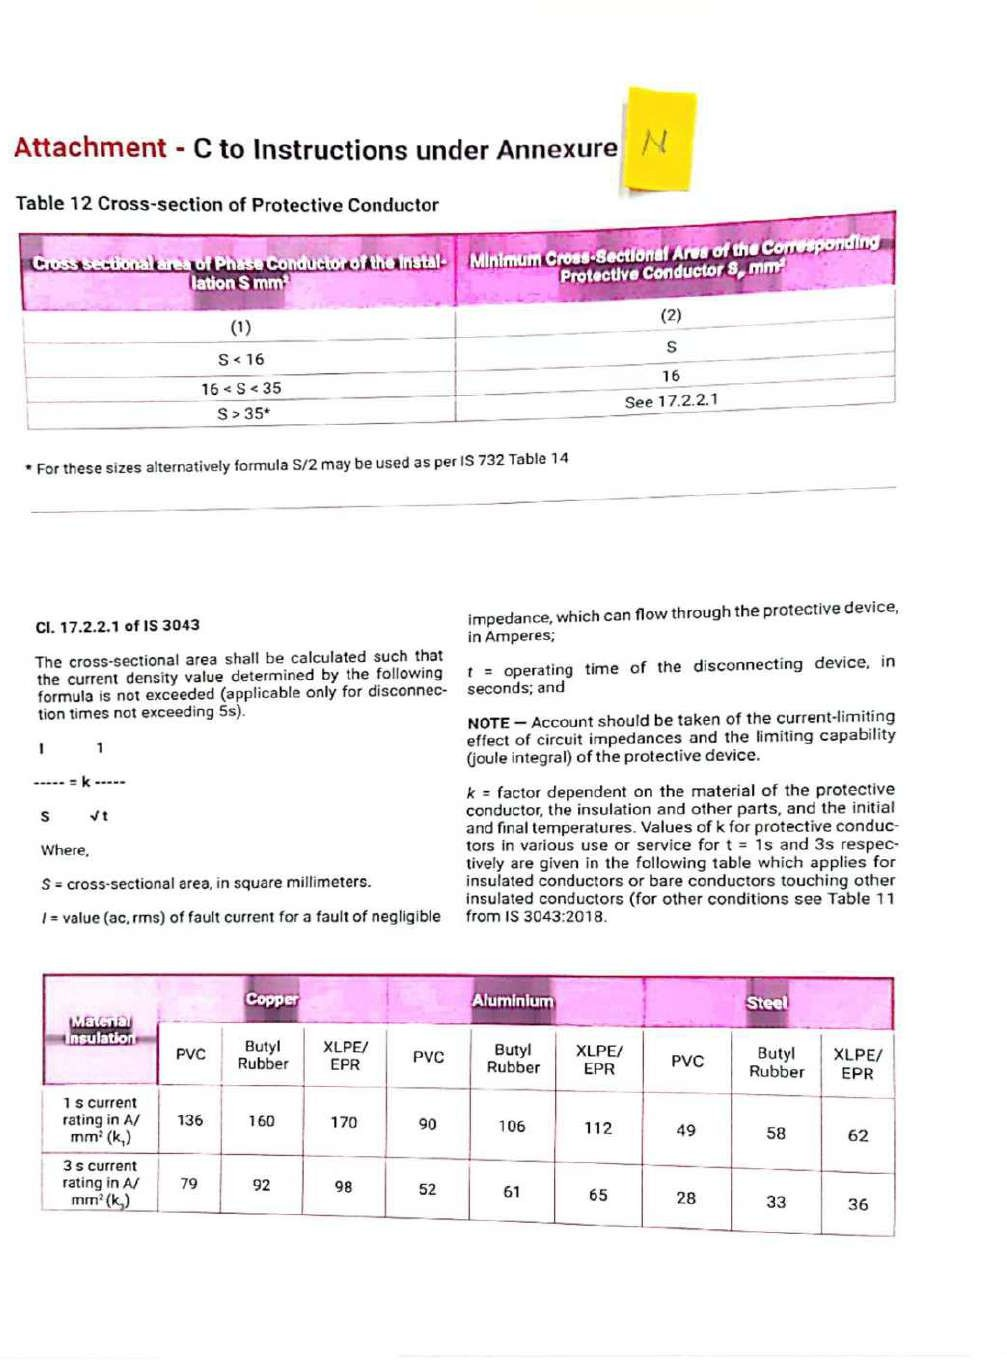 Attachment - C to Instructions under Annexure N
Table 12 Cross-section of Protective Conductor
Cross sectional area of Phase Conductor of the Instal-
lation S mm²
Minimum Cross-Sectional Area of the Corresponding
Protective Conductor Sₚ mm²
(1)
(2)
S < 16
S
16 < S < 35
16
S > 35*
See 17.2.2.1
* For these sizes alternatively formula S/2 may be used as per IS 732 Table 14
Cl. 17.2.2.1 of IS 3043
The cross-sectional area shall be calculated such that
the current density value determined by the following
formula is not exceeded (applicable only for disconnec-
tion times not exceeding 5s).
I 1
----- = k -----
S √t
Where,
S = cross-sectional area, in square millimeters.
I = value (ac, rms) of fault current for a fault of negligible
impedance, which can flow through the protective device,
in Amperes;
t = operating time of the disconnecting device, in
seconds; and
NOTE — Account should be taken of the current-limiting
effect of circuit impedances and the limiting capability
(joule integral) of the protective device.
k = factor dependent on the material of the protective
conductor, the insulation and other parts, and the initial
and final temperatures. Values of k for protective conduc-
tors in various use or service for t = 1s and 3s respec-
tively are given in the following table which applies for
insulated conductors or bare conductors touching other
insulated conductors (for other conditions see Table 11
from IS 3043:2018.
Material
Insulation
Copper
Aluminium
Steel
PVC
Butyl
Rubber
XLPE/
EPR
PVC
Butyl
Rubber
XLPE/
EPR
PVC
Butyl
Rubber
XLPE/
EPR
1 s current
rating in A/
mm² (k₁)
136
160
170
90
106
112
49
58
62
3 s current
rating in A/
mm² (k₃)
79
92
98
52
61
65
28
33
36